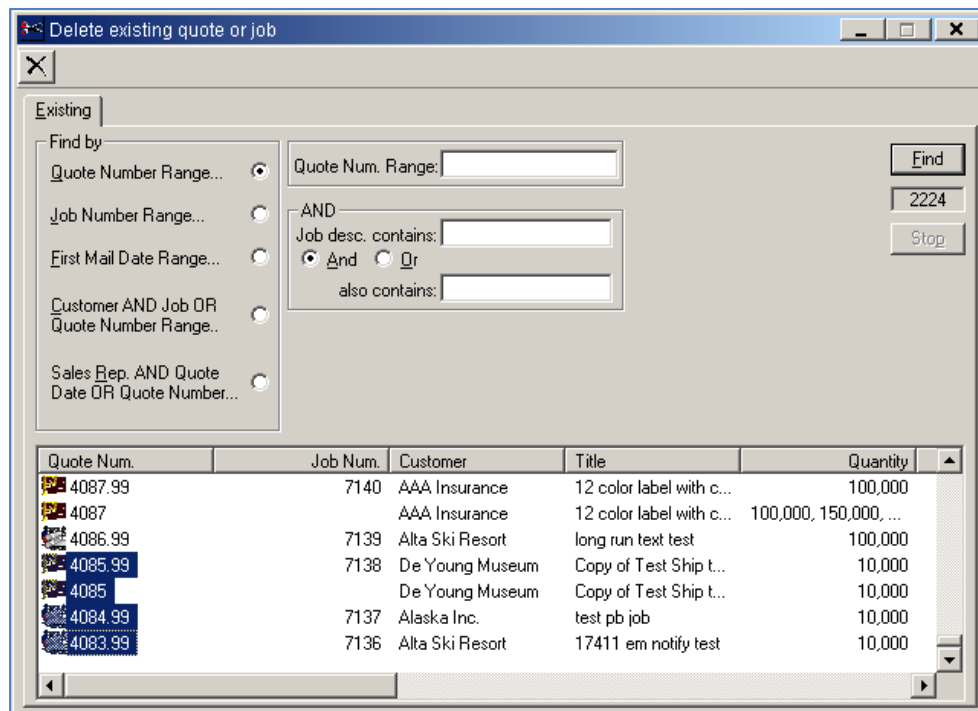 Delete existing quote or job
Existing
Find by
Quote Number Range...
Job Number Range...
First Mail Date Range...
Customer AND Job OR
Quote Number Range..
Sales Rep. AND Quote
Date OR Quote Number...
Quote Num. Range:
AND
Job desc. contains:
And Or
also contains:
Find
2224
Stop
Quote Num. Job Num. Customer Title Quantity
4087.99 7140 AAA Insurance 12 color label with c... 100,000
4087 AAA Insurance 12 color label with c... 100,000, 150,000, ...
4086.99 7139 Alta Ski Resort long run text test 100,000
4085.99 7138 De Young Museum Copy of Test Ship t... 10,000
4085 De Young Museum Copy of Test Ship t... 10,000
4084.99 7137 Alaska Inc. test pb job 10,000
4083.99 7136 Alta Ski Resort 17411 em notify test 10,000